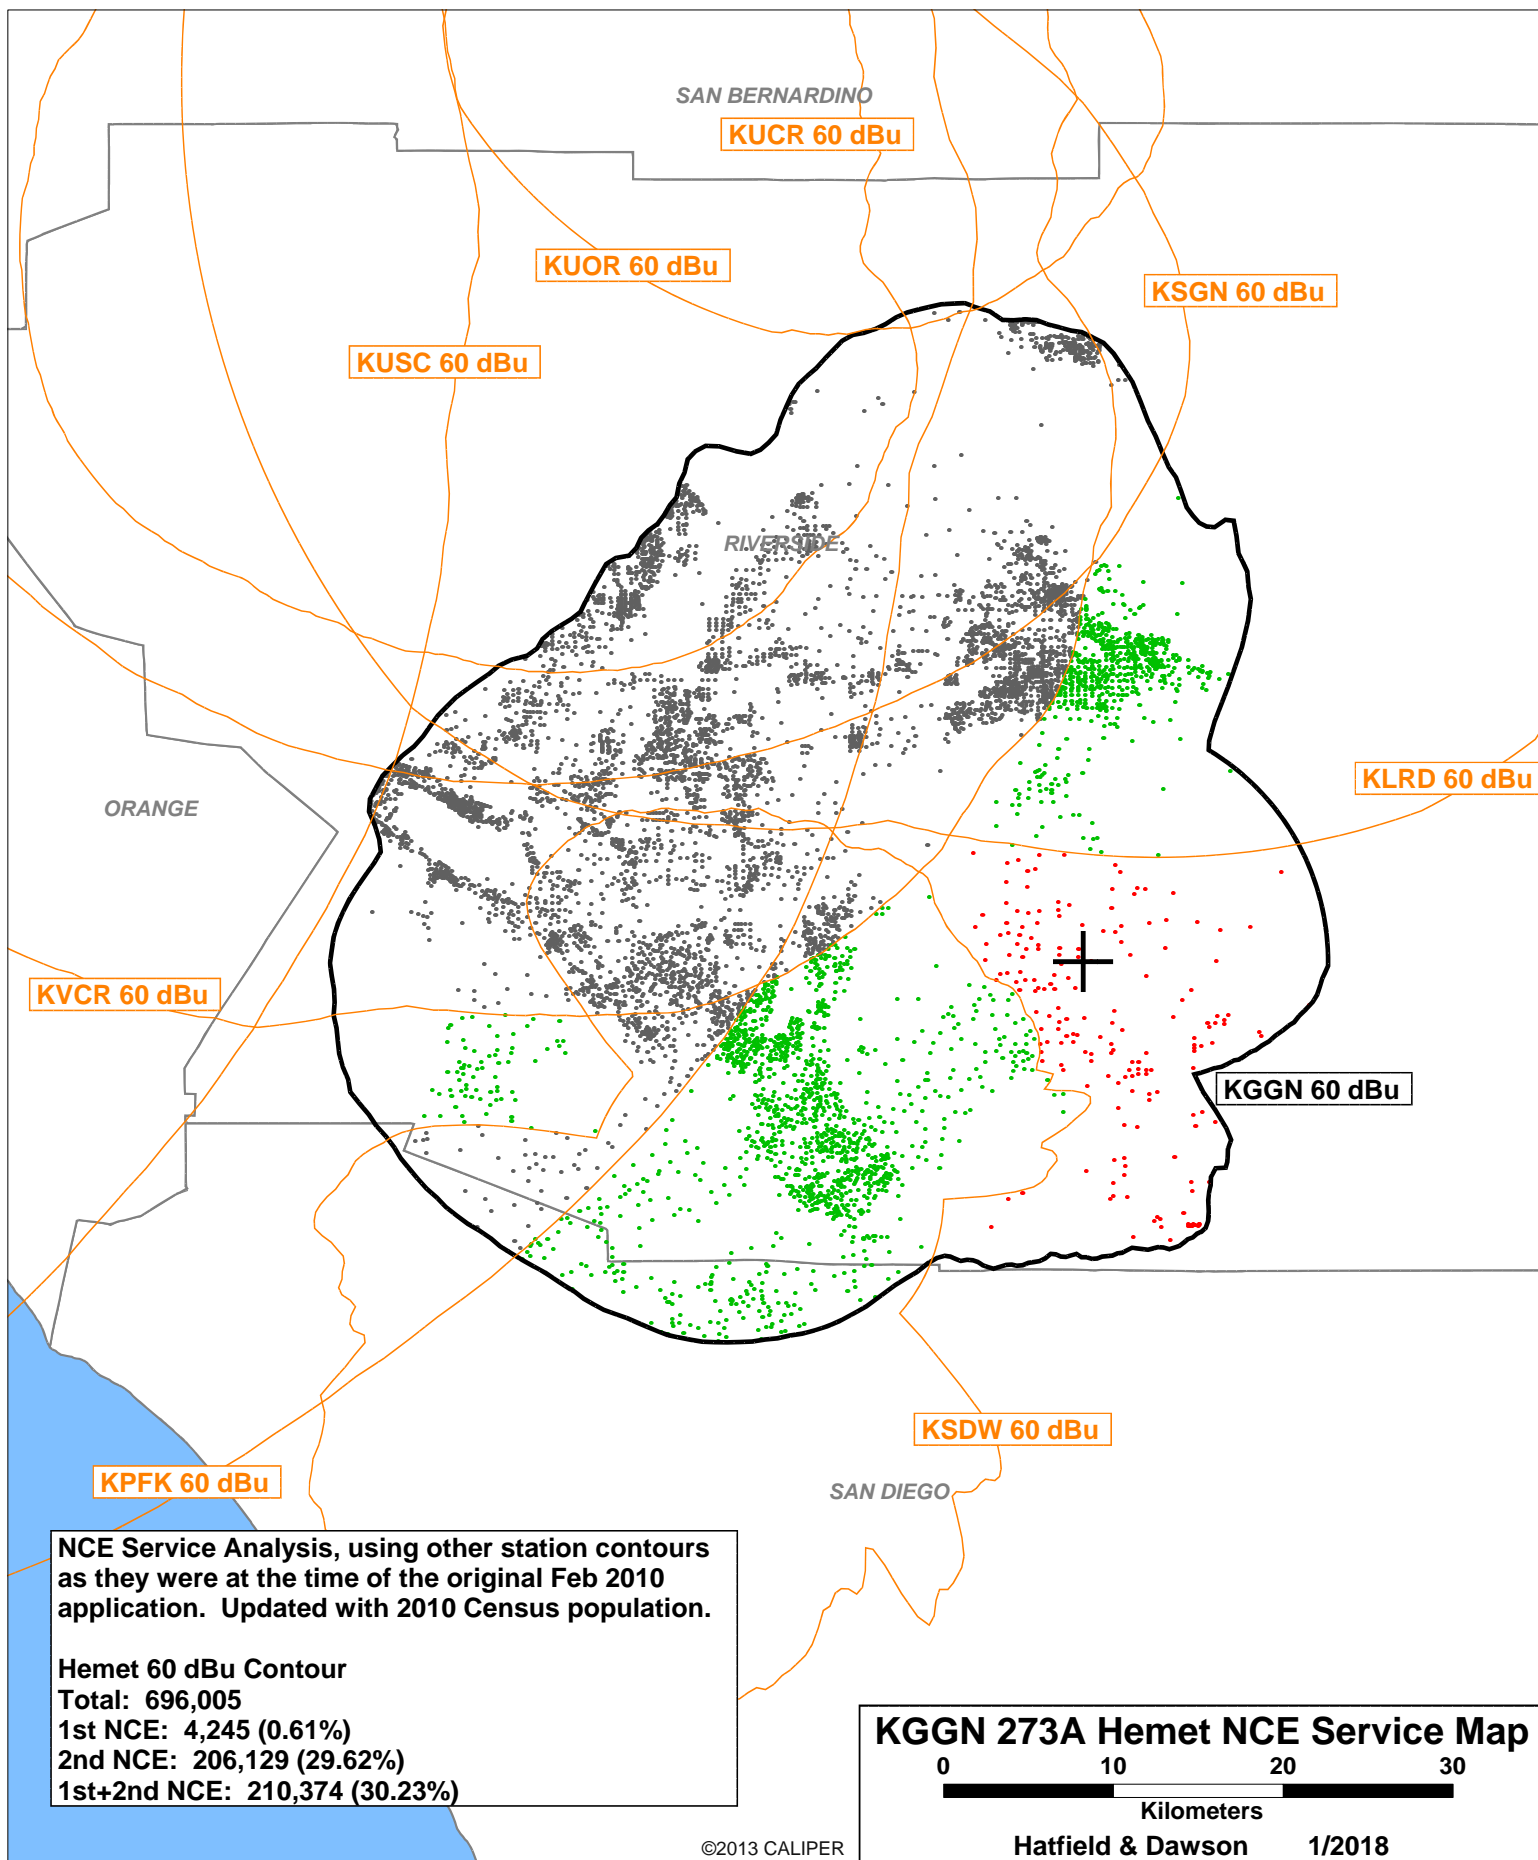 SAN BERNARDINO
KUCR 60 dBu
KUOR 60 dBu
KSGN 60 dBu
KUSC 60 dBu
RIVERSIDE
KLRD 60 dBu
ORANGE
KVCR 60 dBu
KGGN 60 dBu
KSDW 60 dBu
KPFK 60 dBu
SAN DIEGO
NCE Service Analysis, using other station contours
as they were at the time of the original Feb 2010
application.  Updated with 2010 Census population.
Hemet 60 dBu Contour
Total:  696,005
1st NCE:  4,245 (0.61%)
2nd NCE:  206,129 (29.62%)
1st+2nd NCE:  210,374 (30.23%)
©2013 CALIPER
KGGN 273A Hemet NCE Service Map
0 10 20 30
Kilometers
Hatfield & Dawson 1/2018